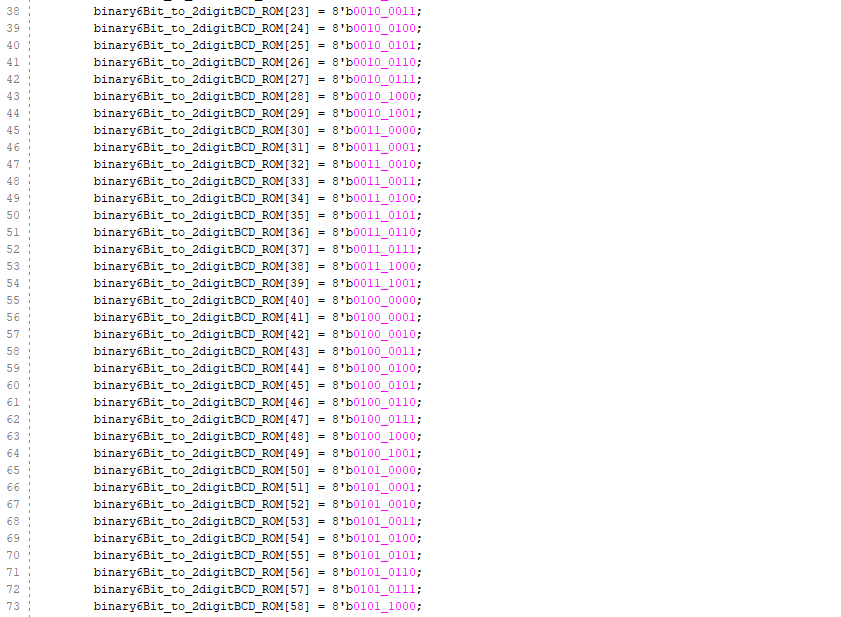 38 binary6Bit_to_2digitBCD_ROM[23] = 8'b0010_0011;
39 binary6Bit_to_2digitBCD_ROM[24] = 8'b0010_0100;
40 binary6Bit_to_2digitBCD_ROM[25] = 8'b0010_0101;
41 binary6Bit_to_2digitBCD_ROM[26] = 8'b0010_0110;
42 binary6Bit_to_2digitBCD_ROM[27] = 8'b0010_0111;
43 binary6Bit_to_2digitBCD_ROM[28] = 8'b0010_1000;
44 binary6Bit_to_2digitBCD_ROM[29] = 8'b0010_1001;
45 binary6Bit_to_2digitBCD_ROM[30] = 8'b0011_0000;
46 binary6Bit_to_2digitBCD_ROM[31] = 8'b0011_0001;
47 binary6Bit_to_2digitBCD_ROM[32] = 8'b0011_0010;
48 binary6Bit_to_2digitBCD_ROM[33] = 8'b0011_0011;
49 binary6Bit_to_2digitBCD_ROM[34] = 8'b0011_0100;
50 binary6Bit_to_2digitBCD_ROM[35] = 8'b0011_0101;
51 binary6Bit_to_2digitBCD_ROM[36] = 8'b0011_0110;
52 binary6Bit_to_2digitBCD_ROM[37] = 8'b0011_0111;
53 binary6Bit_to_2digitBCD_ROM[38] = 8'b0011_1000;
54 binary6Bit_to_2digitBCD_ROM[39] = 8'b0011_1001;
55 binary6Bit_to_2digitBCD_ROM[40] = 8'b0100_0000;
56 binary6Bit_to_2digitBCD_ROM[41] = 8'b0100_0001;
57 binary6Bit_to_2digitBCD_ROM[42] = 8'b0100_0010;
58 binary6Bit_to_2digitBCD_ROM[43] = 8'b0100_0011;
59 binary6Bit_to_2digitBCD_ROM[44] = 8'b0100_0100;
60 binary6Bit_to_2digitBCD_ROM[45] = 8'b0100_0101;
61 binary6Bit_to_2digitBCD_ROM[46] = 8'b0100_0110;
62 binary6Bit_to_2digitBCD_ROM[47] = 8'b0100_0111;
63 binary6Bit_to_2digitBCD_ROM[48] = 8'b0100_1000;
64 binary6Bit_to_2digitBCD_ROM[49] = 8'b0100_1001;
65 binary6Bit_to_2digitBCD_ROM[50] = 8'b0101_0000;
66 binary6Bit_to_2digitBCD_ROM[51] = 8'b0101_0001;
67 binary6Bit_to_2digitBCD_ROM[52] = 8'b0101_0010;
68 binary6Bit_to_2digitBCD_ROM[53] = 8'b0101_0011;
69 binary6Bit_to_2digitBCD_ROM[54] = 8'b0101_0100;
70 binary6Bit_to_2digitBCD_ROM[55] = 8'b0101_0101;
71 binary6Bit_to_2digitBCD_ROM[56] = 8'b0101_0110;
72 binary6Bit_to_2digitBCD_ROM[57] = 8'b0101_0111;
73 binary6Bit_to_2digitBCD_ROM[58] = 8'b0101_1000;